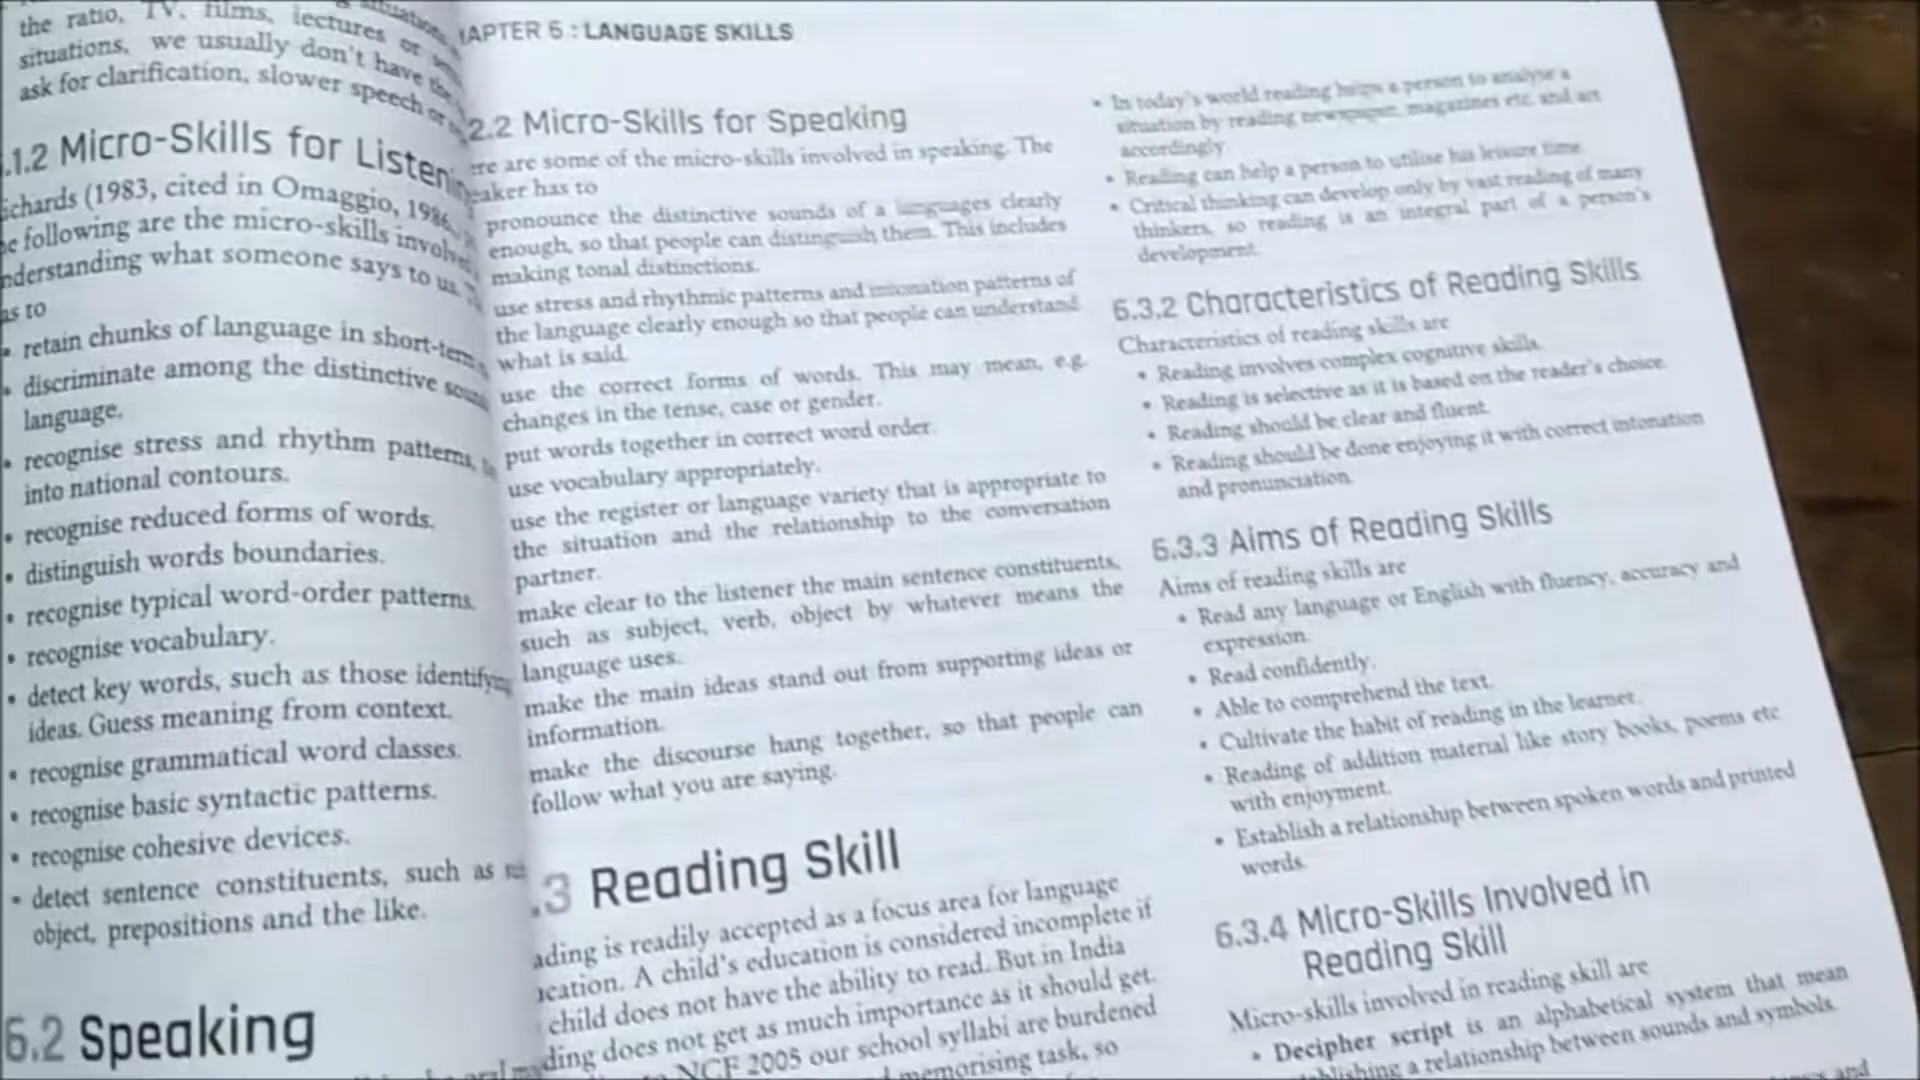 the ratio, TV, films, lectures or
situations, we usually don't have the
ask for clarification, slower speech or
.1.2 Micro-Skills for Listenin
ichards (1983, cited in Omaggio, 1986,
e following are the micro-skills involve
nderstanding what someone says to us.
as to
• retain chunks of language in short-term
• discriminate among the distinctive sound
language.
• recognise stress and rhythm patterns,
into national contours.
• recognise reduced forms of words.
• distinguish words boundaries.
• recognise typical word-order patterns.
• recognise vocabulary.
• detect key words, such as those identifying
ideas. Guess meaning from context.
• recognise grammatical word classes.
• recognise basic syntactic patterns.
• recognise cohesive devices.
• detect sentence constituents, such as
object, prepositions and the like.
6.2 Speaking
APTER 6 : LANGUAGE SKILLS
2.2 Micro-Skills for Speaking
ere are some of the micro-skills involved in speaking. The
eaker has to
pronounce the distinctive sounds of a languages clearly
enough, so that people can distinguish them. This includes
making tonal distinctions.
use stress and rhythmic patterns and intonation patterns of
the language clearly enough so that people can understand
what is said.
use the correct forms of words. This may mean, e.g.
changes in the tense, case or gender.
put words together in correct word order.
use vocabulary appropriately.
use the register or language variety that is appropriate to
the situation and the relationship to the conversation
partner.
make clear to the listener the main sentence constituents,
such as subject, verb, object by whatever means the
language uses.
make the main ideas stand out from supporting ideas or
information.
make the discourse hang together, so that people can
follow what you are saying.
.3 Reading Skill
ading is readily accepted as a focus area for language
ucation. A child's education is considered incomplete if
child does not have the ability to read. But in India
ding does not get as much importance as it should get.
NCF 2005 our school syllabi are burdened
memorising task, so
• In today's world reading helps a person to analyse a
situation by reading newspaper, magazines etc. and act
accordingly.
• Reading can help a person to utilise his leisure time.
• Critical thinking can develop only by vast reading of many
thinkers, so reading is an integral part of a person's
development.
6.3.2 Characteristics of Reading Skills
Characteristics of reading skills are
• Reading involves complex cognitive skills.
• Reading is selective as it is based on the reader's choice.
• Reading should be clear and fluent.
• Reading should be done enjoying it with correct intonation
and pronunciation.
6.3.3 Aims of Reading Skills
Aims of reading skills are
• Read any language or English with fluency, accuracy and
expression.
• Read confidently.
• Able to comprehend the text.
• Cultivate the habit of reading in the learner.
• Reading of addition material like story books, poems etc
with enjoyment.
• Establish a relationship between spoken words and printed
words.
6.3.4 Micro-Skills Involved in
Reading Skill
Micro-skills involved in reading skill are
• Decipher script is an alphabetical system that mean
blishing a relationship between sounds and symbols.
and